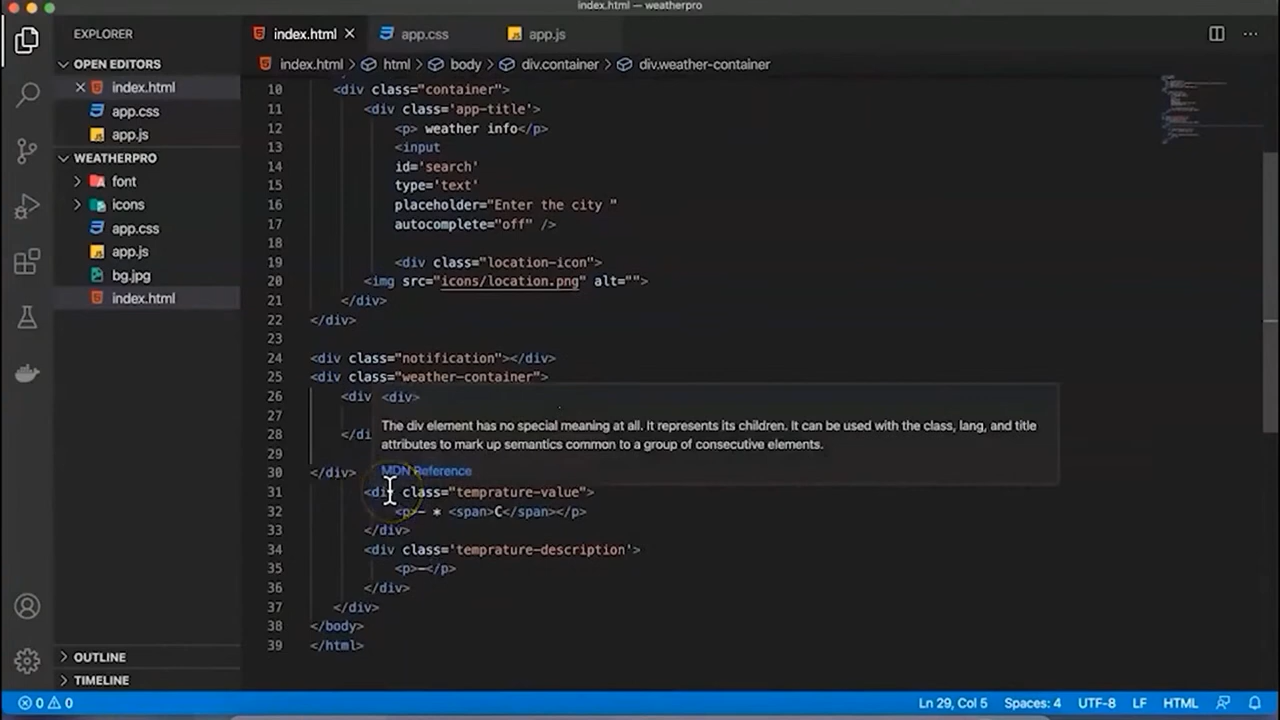 index.html — weatherpro
EXPLORER
OPEN EDITORS
index.html
app.css
app.js
WEATHERPRO
font
icons
app.css
app.js
bg.jpg
index.html
OUTLINE
TIMELINE
index.html app.css app.js
index.html html body div.container div.weather-container
10 <div class="container">
11 <div class='app-title'>
12 <p> weather info</p>
13 <input
14 id='search'
15 type='text'
16 placeholder="Enter the city "
17 autocomplete="off" />
18
19 <div class="location-icon">
20 <img src="icons/location.png" alt="">
21 </div>
22 </div>
23
24 <div class="notification"></div>
25 <div class="weather-container">
26 <div
27
28 </di
29
30 </div>
<div>
The div element has no special meaning at all. It represents its children. It can be used with the class, lang, and title
attributes to mark up semantics common to a group of consecutive elements.
MDN Reference
31 <div class="temprature-value">
32 <p>- * <span>C</span></p>
33 </div>
34 <div class='temprature-description'>
35 <p>-</p>
36 </div>
37 </div>
38 </body>
39 </html>
0 0 Ln 29, Col 5 Spaces: 4 UTF-8 LF HTML